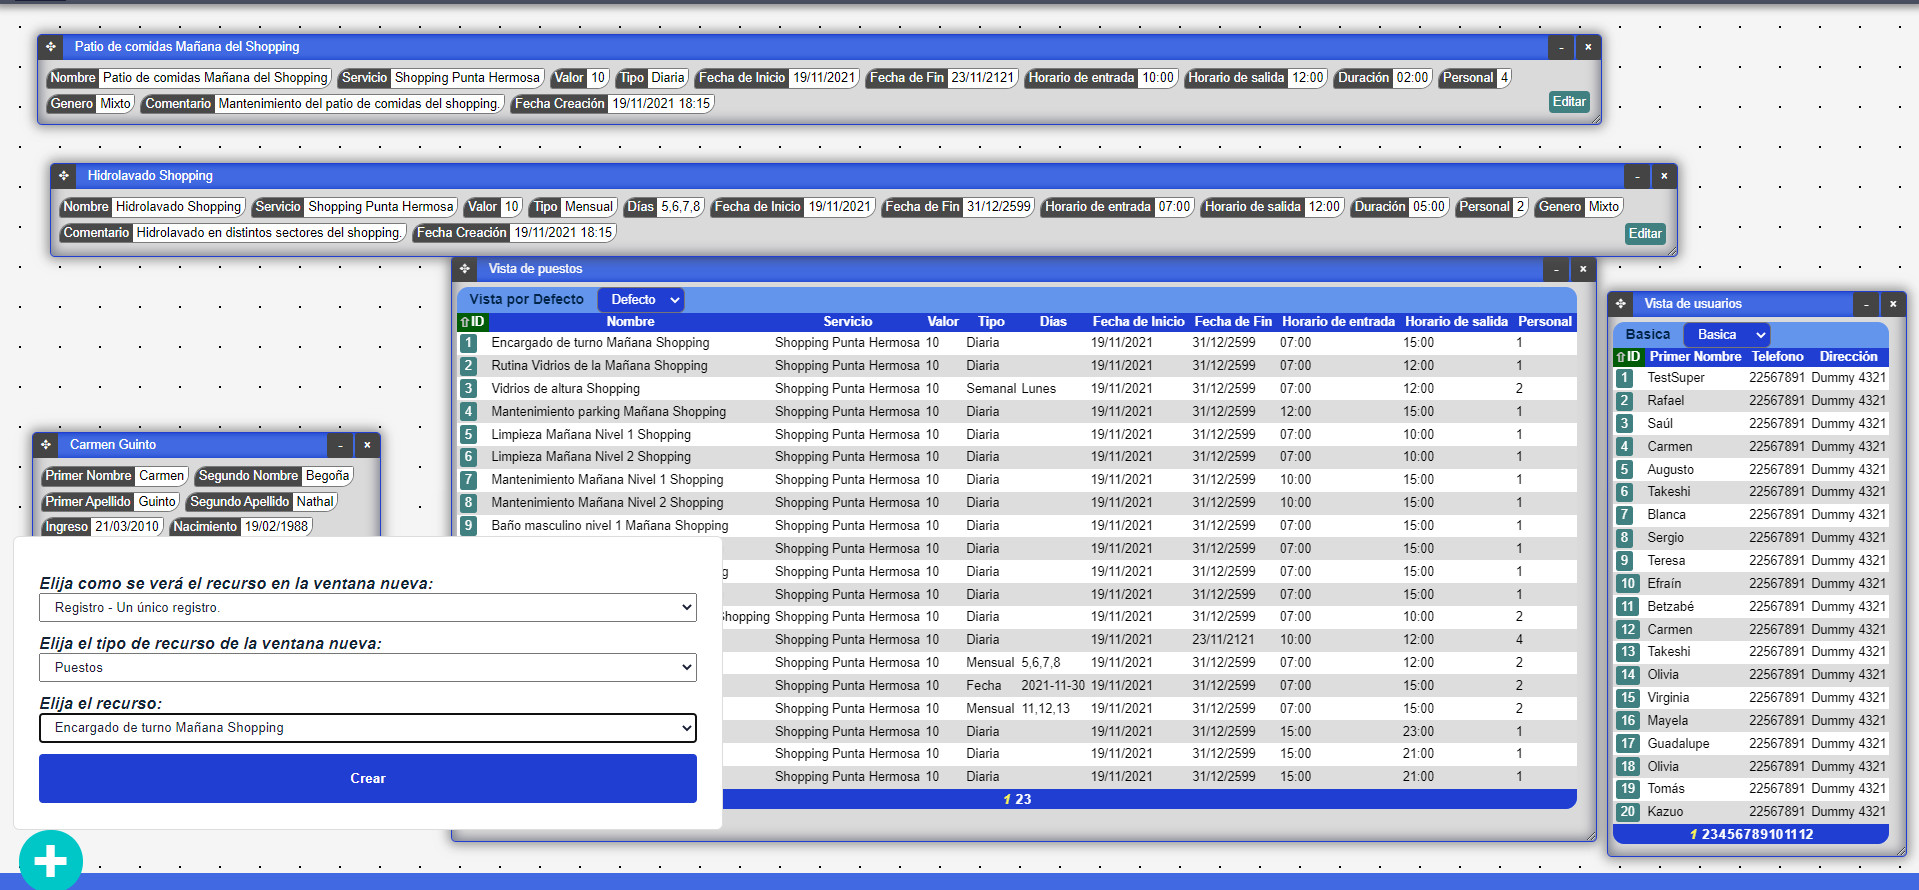 Patio de comidas Mañana del Shopping - ×
Nombre Patio de comidas Mañana del Shopping Servicio Shopping Punta Hermosa Valor 10 Tipo Diaria Fecha de Inicio 19/11/2021 Fecha de Fin 23/11/2121 Horario de entrada 10:00 Horario de salida 12:00 Duración 02:00 Personal 4
Genero Mixto Comentario Mantenimiento del patio de comidas del shopping. Fecha Creación 19/11/2021 18:15 Editar
Hidrolavado Shopping - ×
Nombre Hidrolavado Shopping Servicio Shopping Punta Hermosa Valor 10 Tipo Mensual Días 5,6,7,8 Fecha de Inicio 19/11/2021 Fecha de Fin 31/12/2599 Horario de entrada 07:00 Horario de salida 12:00 Duración 05:00 Personal 2 Genero Mixto
Comentario Hidrolavado en distintos sectores del shopping. Fecha Creación 19/11/2021 18:15 Editar
Vista de puestos - ×
Vista por Defecto Defecto
⇧ID Nombre Servicio Valor Tipo Días Fecha de Inicio Fecha de Fin Horario de entrada Horario de salida Personal
1 Encargado de turno Mañana Shopping Shopping Punta Hermosa 10 Diaria 19/11/2021 31/12/2599 07:00 15:00 1
2 Rutina Vidrios de la Mañana Shopping Shopping Punta Hermosa 10 Diaria 19/11/2021 31/12/2599 07:00 12:00 1
3 Vidrios de altura Shopping Shopping Punta Hermosa 10 Semanal Lunes 19/11/2021 31/12/2599 07:00 12:00 2
4 Mantenimiento parking Mañana Shopping Shopping Punta Hermosa 10 Diaria 19/11/2021 31/12/2599 12:00 15:00 1
5 Limpieza Mañana Nivel 1 Shopping Shopping Punta Hermosa 10 Diaria 19/11/2021 31/12/2599 07:00 10:00 1
6 Limpieza Mañana Nivel 2 Shopping Shopping Punta Hermosa 10 Diaria 19/11/2021 31/12/2599 07:00 10:00 1
7 Mantenimiento Mañana Nivel 1 Shopping Shopping Punta Hermosa 10 Diaria 19/11/2021 31/12/2599 10:00 15:00 1
8 Mantenimiento Mañana Nivel 2 Shopping Shopping Punta Hermosa 10 Diaria 19/11/2021 31/12/2599 10:00 15:00 1
9 Baño masculino nivel 1 Mañana Shopping Shopping Punta Hermosa 10 Diaria 19/11/2021 31/12/2599 07:00 15:00 1
Shopping Punta Hermosa 10 Diaria 19/11/2021 31/12/2599 07:00 15:00 1
g Shopping Punta Hermosa 10 Diaria 19/11/2021 31/12/2599 07:00 15:00 1
Shopping Punta Hermosa 10 Diaria 19/11/2021 31/12/2599 07:00 15:00 1
Shopping Shopping Punta Hermosa 10 Diaria 19/11/2021 31/12/2599 07:00 10:00 2
Shopping Punta Hermosa 10 Diaria 19/11/2021 23/11/2121 10:00 12:00 4
Shopping Punta Hermosa 10 Mensual 5,6,7,8 19/11/2021 31/12/2599 07:00 12:00 2
Shopping Punta Hermosa 10 Fecha 2021-11-30 19/11/2021 31/12/2599 07:00 15:00 2
Shopping Punta Hermosa 10 Mensual 11,12,13 19/11/2021 31/12/2599 07:00 15:00 2
Shopping Punta Hermosa 10 Diaria 19/11/2021 31/12/2599 15:00 23:00 1
Shopping Punta Hermosa 10 Diaria 19/11/2021 31/12/2599 15:00 21:00 1
Shopping Punta Hermosa 10 Diaria 19/11/2021 31/12/2599 15:00 21:00 1
1 23
Vista de usuarios - ×
Basica Basica
⇧ID Primer Nombre Telefono Dirección
1 TestSuper 22567891 Dummy 4321
2 Rafael 22567891 Dummy 4321
3 Saúl 22567891 Dummy 4321
4 Carmen 22567891 Dummy 4321
5 Augusto 22567891 Dummy 4321
6 Takeshi 22567891 Dummy 4321
7 Blanca 22567891 Dummy 4321
8 Sergio 22567891 Dummy 4321
9 Teresa 22567891 Dummy 4321
10 Efraín 22567891 Dummy 4321
11 Betzabé 22567891 Dummy 4321
12 Carmen 22567891 Dummy 4321
13 Takeshi 22567891 Dummy 4321
14 Olivia 22567891 Dummy 4321
15 Virginia 22567891 Dummy 4321
16 Mayela 22567891 Dummy 4321
17 Guadalupe 22567891 Dummy 4321
18 Olivia 22567891 Dummy 4321
19 Tomás 22567891 Dummy 4321
20 Kazuo 22567891 Dummy 4321
1 23456789101112
Carmen Guinto - ×
Primer Nombre Carmen Segundo Nombre Begoña
Primer Apellido Guinto Segundo Apellido Nathal
Ingreso 21/03/2010 Nacimiento 19/02/1988
Elija como se verá el recurso en la ventana nueva:
Registro - Un único registro.
Elija el tipo de recurso de la ventana nueva:
Puestos
Elija el recurso:
Encargado de turno Mañana Shopping
Crear